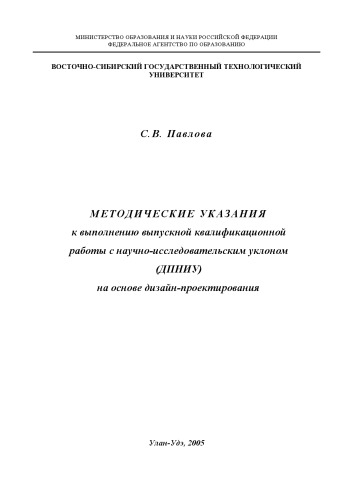 МИНИСТЕРСТВО ОБРАЗОВАНИЯ И НАУКИ РОССИЙСКОЙ ФЕДЕРАЦИИ
ФЕДЕРАЛЬНОЕ АГЕНТСТВО ПО ОБРАЗОВАНИЮ
ВОСТОЧНО-СИБИРСКИЙ ГОСУДАРСТВЕННЫЙ ТЕХНОЛОГИЧЕСКИЙ
УНИВЕРСИТЕТ
С. В. Павлова
МЕТОДИЧЕСКИЕ УКАЗАНИЯ
к выполнению выпускной квалификационной
работы с научно-исследовательским уклоном
(ДПНИУ)
на основе дизайн-проектирования
Улан-Удэ, 2005